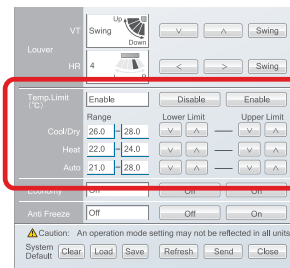 VT Swing Up Down Swing
Louver
HR 4 Swing
Temp.Limit Enable Disable Enable
(°C)
Range Lower Limit Upper Limit
Cool/Dry 26.0 - 28.0
Heat 22.0 - 24.0
Auto 21.0 - 28.0
Economy Off Off On
Anti Freeze Off Off On
Caution: An operation mode setting may not be reflected in all units
System Default Clear Load Save Refresh Send Close